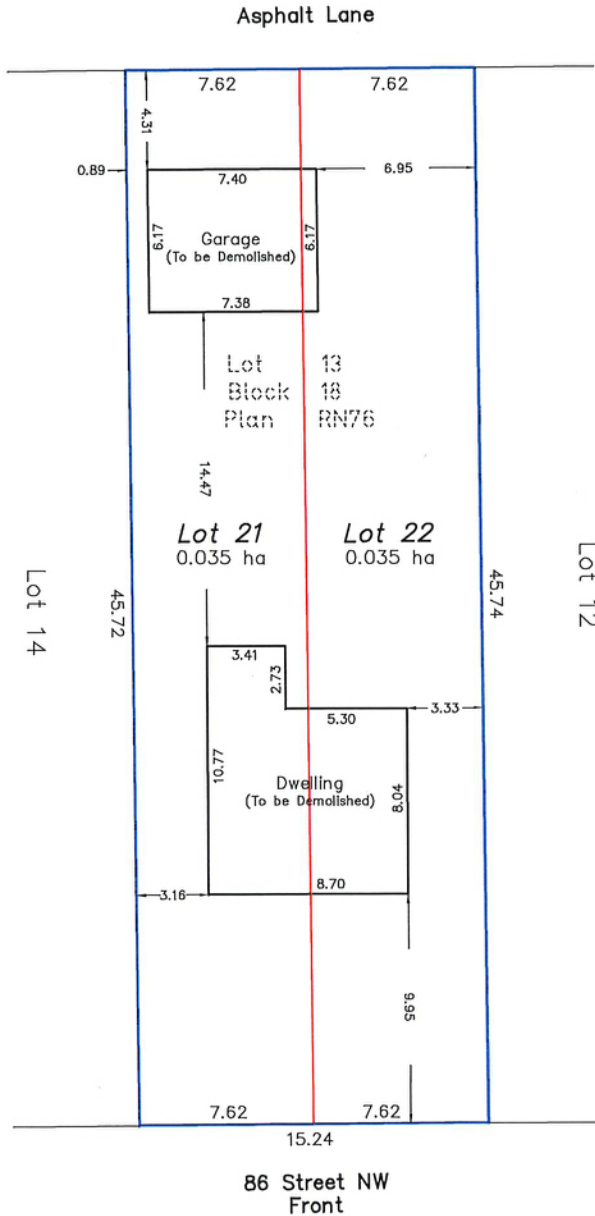 Asphalt Lane
7.62 7.62
4.31
0.89 7.40 6.95
6.17 Garage 6.17
(To be Demolished)
7.38
Lot 13
Block 18
Plan RN76
14.47
Lot 21 Lot 22
0.035 ha 0.035 ha
Lot 14 45.72 45.74 Lot 12
3.41
2.73
5.30 3.33
10.77 Dwelling 8.04
(To be Demolished)
3.16 8.70
9.95
7.62 7.62
15.24
86 Street NW
Front